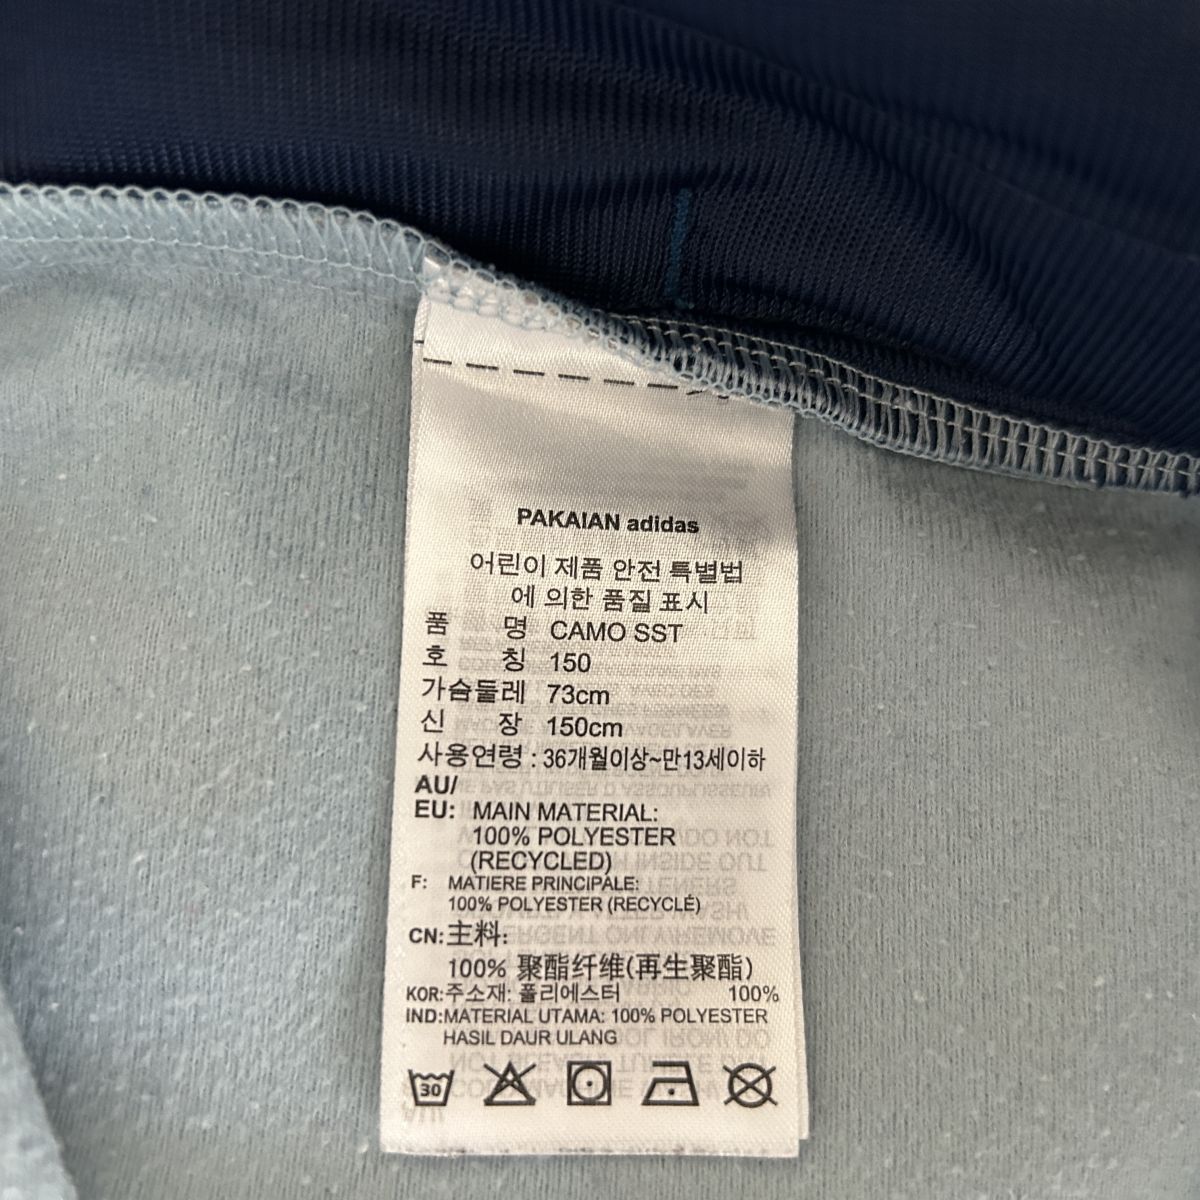 PAKAIAN adidas
어린이 제품 안전 특별법
에 의한 품질 표시
품 명 CAMO SST
호 칭 150
가슴둘레 73cm
신 장 150cm
사용연령 : 36개월이상~만13세이하
AU/
EU: MAIN MATERIAL:
100% POLYESTER
(RECYCLED)
F: MATIERE PRINCIPALE:
100% POLYESTER (RECYCLÉ)
CN: 主料:
100% 聚酯纤维(再生聚酯)
KOR:주소재: 폴리에스터 100%
IND:MATERIAL UTAMA: 100% POLYESTER
HASIL DAUR ULANG
30